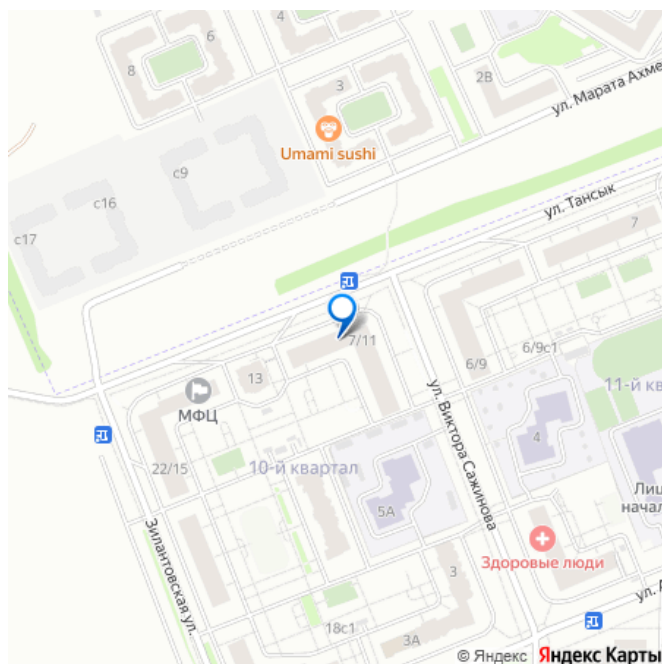 8
6
3
2В
ул. Марата Ахме
Umami sushi
с9
с16
с17
ул. Тансык
7
7/11
6/9с1
6/9
13
МФЦ
11-й кв
ул. Виктора Сажинова
22/15
10-й квартал
4
5А
Лиц
начал
Зилантовская ул.
Здоровые люди
3
18с1
3А
ул. А
© Яндекс Яндекс Карты